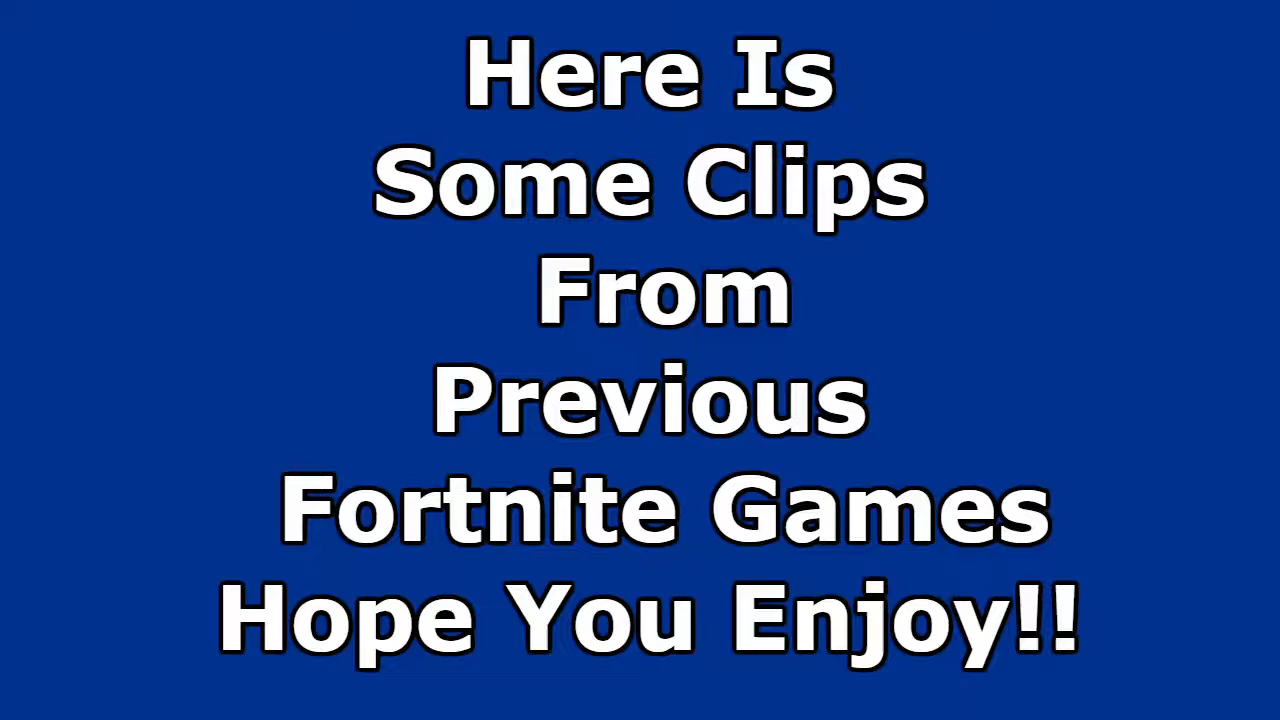 Here Is
Some Clips
From
Previous
Fortnite Games
Hope You Enjoy!!